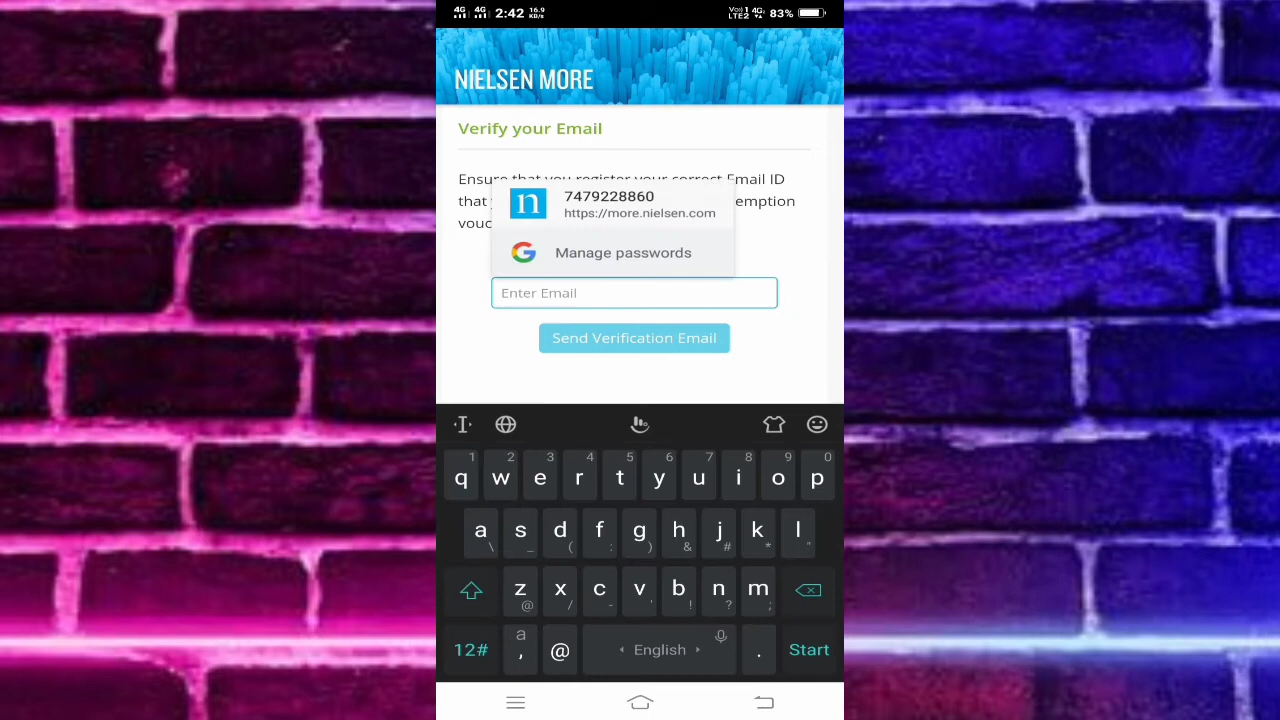 4G 4G 2:42 16.9 KB/s VoD 1 LTE2 4G 83%
NIELSEN MORE
Verify your Email
Ensure that you register your correct Email ID
that
emption
vouc
n 7479228860
https://more.nielsen.com
G Manage passwords
Enter Email
Send Verification Email
1 2 3 4 5 6 7 8 9 0
q w e r t y u i o p
a s d f g h j k l
\ _ ( : ) & # * "
z x c v b n m
@ / - ' ! ? ;
12# a , @ English . Start